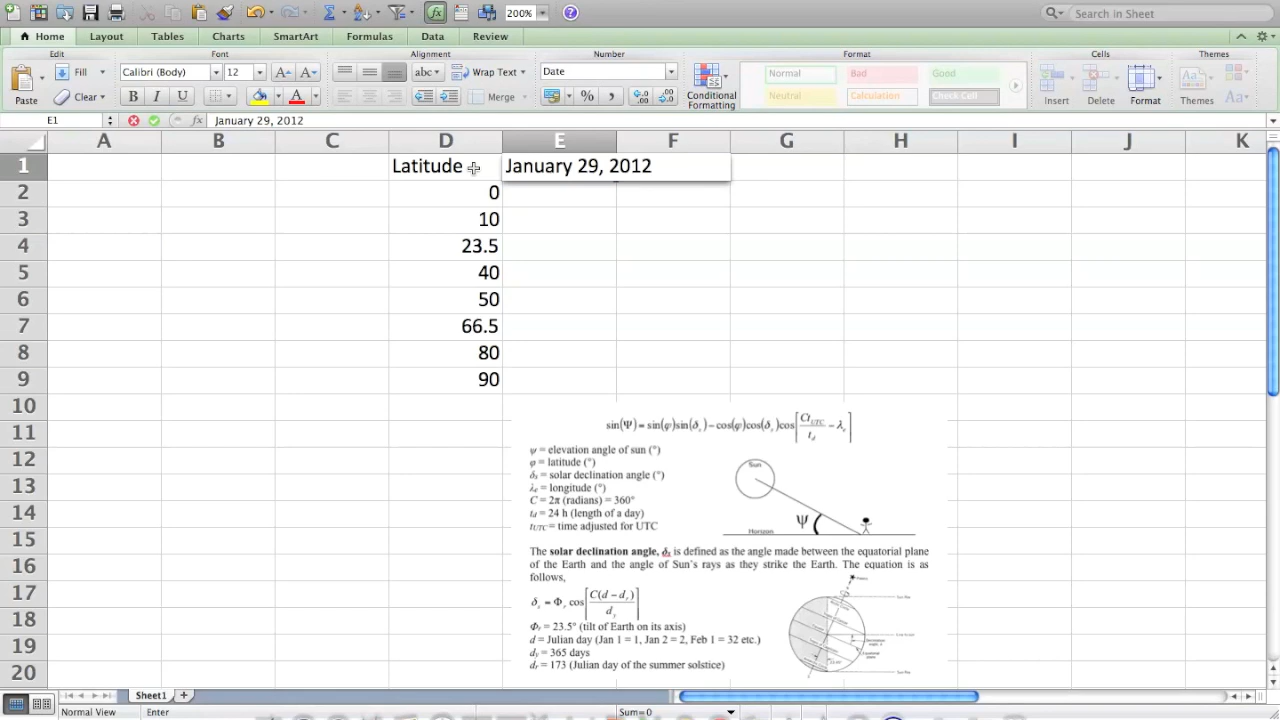 200%
Search in Sheet
Home Layout Tables Charts SmartArt Formulas Data Review
Edit Font Alignment Number Format Cells Themes
Fill Calibri (Body) 12 abc Wrap Text Date Normal Bad Good
Paste Clear B I U A Merge % Conditional Formatting Neutral Calculation Check Cell Insert Delete Format Themes Aa
E1 fx January 29, 2012
A B C D E F G H I J K
1 Latitude January 29, 2012
2 0
3 10
4 23.5
5 40
6 50
7 66.5
8 80
9 90
10
11 sin(Ψ)= sin(φ)sin(δs)−cos(φ)cos(δs)cos[CtUTC/td − λe]
12 ψ = elevation angle of sun (°)
φ = latitude (°)
Sun
13 δs = solar declination angle (°)
λe = longitude (°)
14 C = 2π (radians) = 360°
td = 24 h (length of a day)
Ψ
15 tUTC = time adjusted for UTC
Horizon
16 The solar declination angle, δs is defined as the angle made between the equatorial plane
of the Earth and the angle of Sun's rays as they strike the Earth. The equation is as
follows,
17
18 δs = Φr cos[C(d − dr)/dy]
Φr = 23.5° (tilt of Earth on its axis)
19 d = Julian day (Jan 1 = 1, Jan 2 = 2, Feb 1 = 32 etc.)
dy = 365 days
20 dr = 173 (Julian day of the summer solstice)
Sheet1
Normal View Enter Sum=0